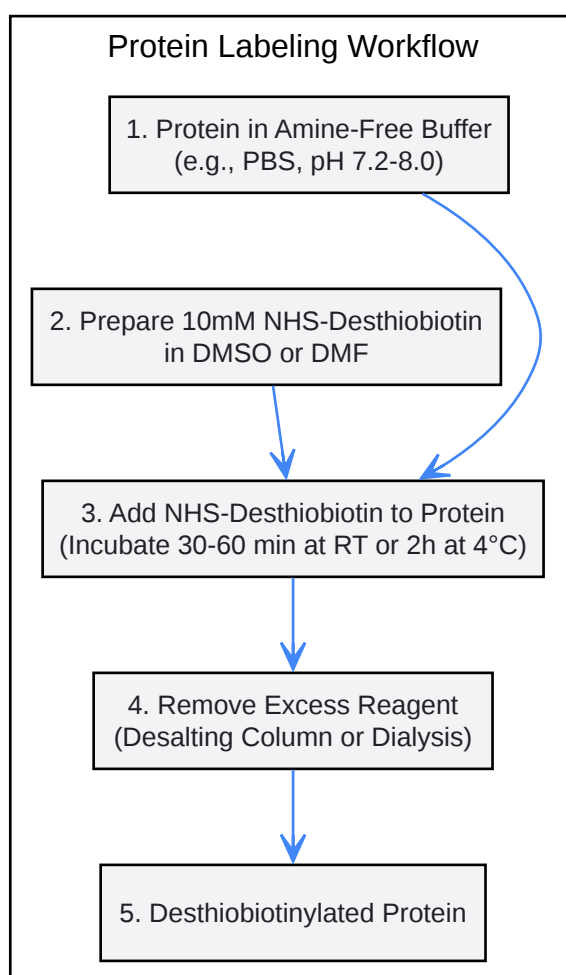 Protein Labeling Workflow
1. Protein in Amine-Free Buffer
(e.g., PBS, pH 7.2-8.0)
2. Prepare 10mM NHS-Desthiobiotin
in DMSO or DMF
3. Add NHS-Desthiobiotin to Protein
(Incubate 30-60 min at RT or 2h at 4°C)
4. Remove Excess Reagent
(Desalting Column or Dialysis)
5. Desthiobiotinylated Protein